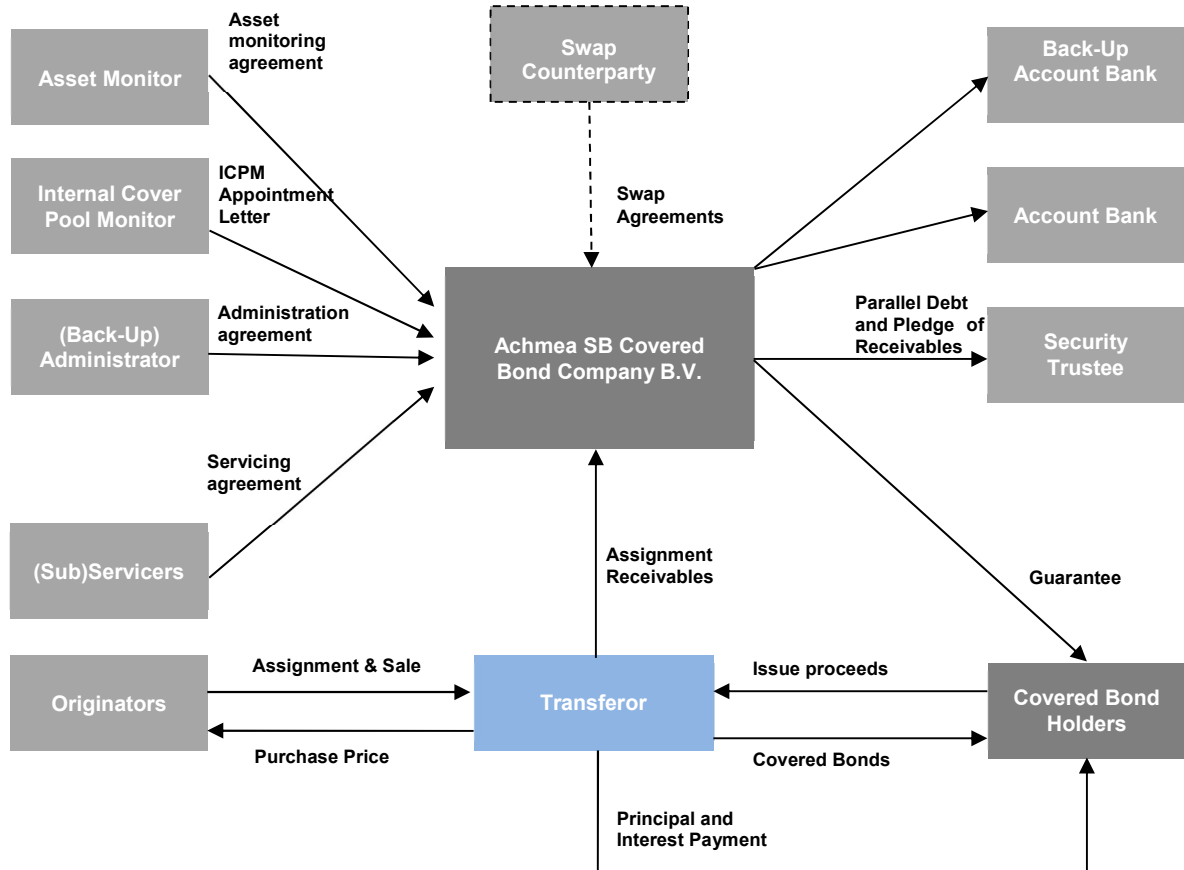 Asset
monitoring
agreement
Asset Monitor
Swap
Counterparty
Back-Up
Account Bank
ICPM
Appointment
Letter
Internal Cover
Pool Monitor
Swap
Agreements
Account Bank
Administration
agreement
(Back-Up)
Administrator
Achmea SB Covered
Bond Company B.V.
Parallel Debt
and Pledge of
Receivables
Security
Trustee
Servicing
agreement
(Sub)Servicers
Assignment
Receivables
Guarantee
Originators
Assignment & Sale
Purchase Price
Transferor
Issue proceeds
Covered Bonds
Covered Bond
Holders
Principal and
Interest Payment